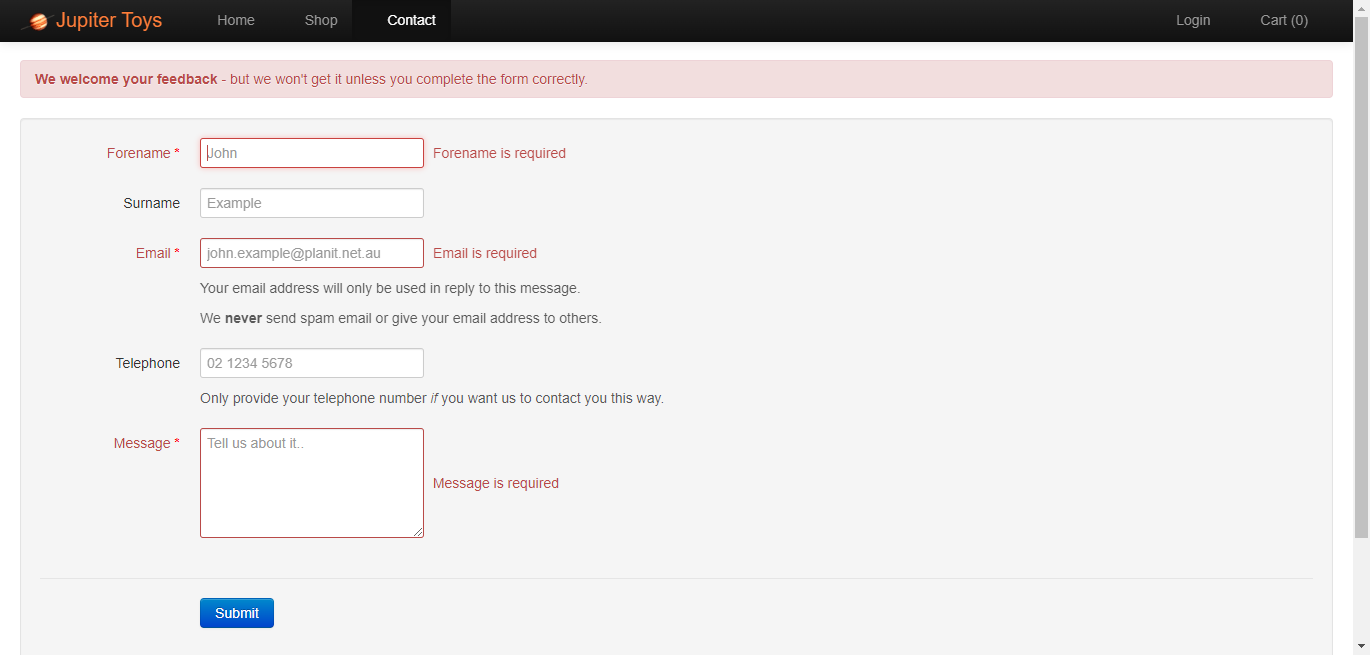 Jupiter Toys Home Shop Contact Login Cart (0)
We welcome your feedback - but we won't get it unless you complete the form correctly.
Forename * John Forename is required
Surname Example
Email * john.example@planit.net.au Email is required
Your email address will only be used in reply to this message.
We never send spam email or give your email address to others.
Telephone 02 1234 5678
Only provide your telephone number if you want us to contact you this way.
Message * Tell us about it..
Message is required
Submit